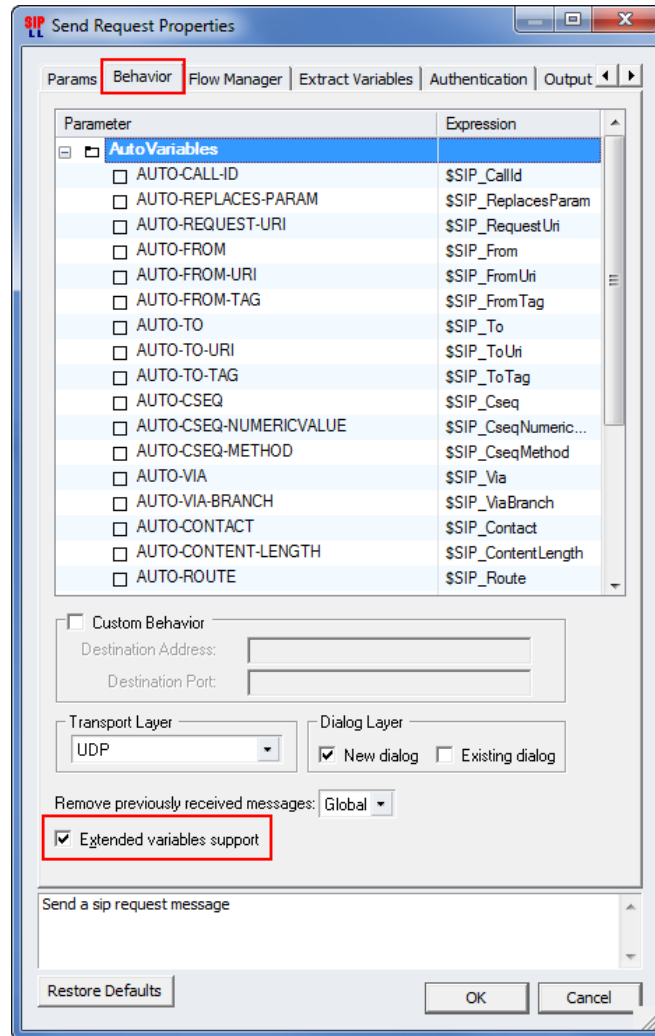 SIP
LL
Send Request Properties
Params Behavior Flow Manager Extract Variables Authentication Output
Parameter Expression
AutoVariables
AUTO-CALL-ID $SIP_CallId
AUTO-REPLACES-PARAM $SIP_ReplacesParam
AUTO-REQUEST-URI $SIP_RequestUri
AUTO-FROM $SIP_From
AUTO-FROM-URI $SIP_FromUri
AUTO-FROM-TAG $SIP_FromTag
AUTO-TO $SIP_To
AUTO-TO-URI $SIP_ToUri
AUTO-TO-TAG $SIP_ToTag
AUTO-CSEQ $SIP_Cseq
AUTO-CSEQ-NUMERICVALUE $SIP_CseqNumeric...
AUTO-CSEQ-METHOD $SIP_CseqMethod
AUTO-VIA $SIP_Via
AUTO-VIA-BRANCH $SIP_ViaBranch
AUTO-CONTACT $SIP_Contact
AUTO-CONTENT-LENGTH $SIP_ContentLength
AUTO-ROUTE $SIP_Route
Custom Behavior
Destination Address:
Destination Port:
Transport Layer Dialog Layer
UDP New dialog Existing dialog
Remove previously received messages: Global
Extended variables support
Send a sip request message
Restore Defaults OK Cancel